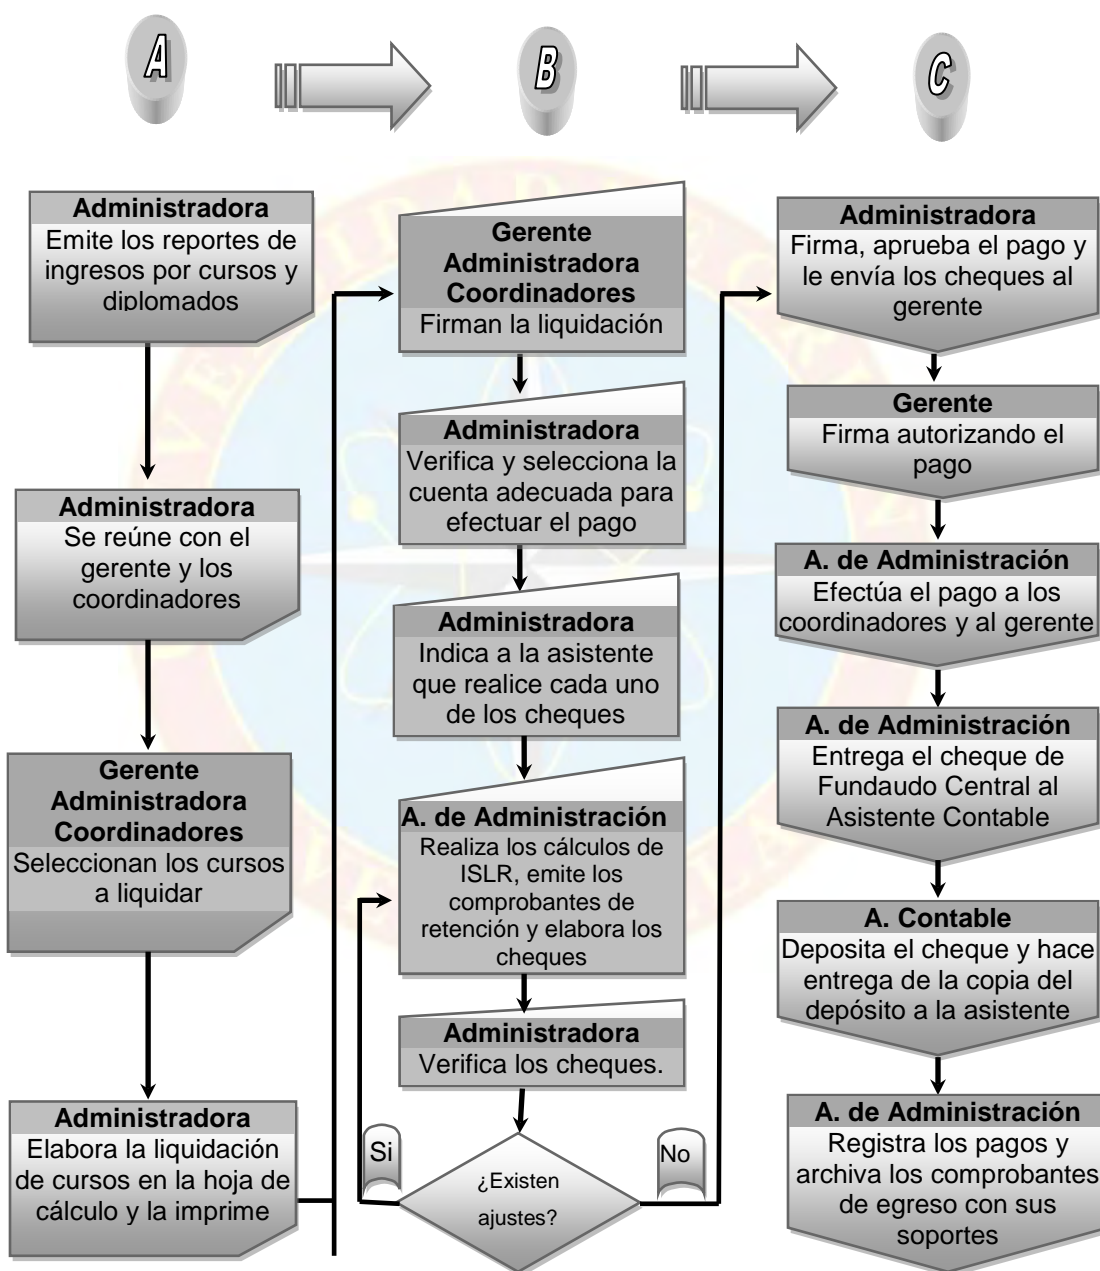 A
B
C
Administradora
Emite los reportes de
ingresos por cursos y
diplomados
Administradora
Se reúne con el
gerente y los
coordinadores
Gerente
Administradora
Coordinadores
Seleccionan los cursos
a liquidar
Administradora
Elabora la liquidación
de cursos en la hoja de
cálculo y la imprime
Gerente
Administradora
Coordinadores
Firman la liquidación
Administradora
Verifica y selecciona la
cuenta adecuada para
efectuar el pago
Administradora
Indica a la asistente
que realice cada uno
de los cheques
A. de Administración
Realiza los cálculos de
ISLR, emite los
comprobantes de
retención y elabora los
cheques
Administradora
Verifica los cheques.
Si
¿Existen
ajustes?
No
Administradora
Firma, aprueba el pago y
le envía los cheques al
gerente
Gerente
Firma autorizando el
pago
A. de Administración
Efectúa el pago a los
coordinadores y al gerente
A. de Administración
Entrega el cheque de
Fundaudo Central al
Asistente Contable
A. Contable
Deposita el cheque y hace
entrega de la copia del
depósito a la asistente
A. de Administración
Registra los pagos y
archiva los comprobantes
de egreso con sus
soportes